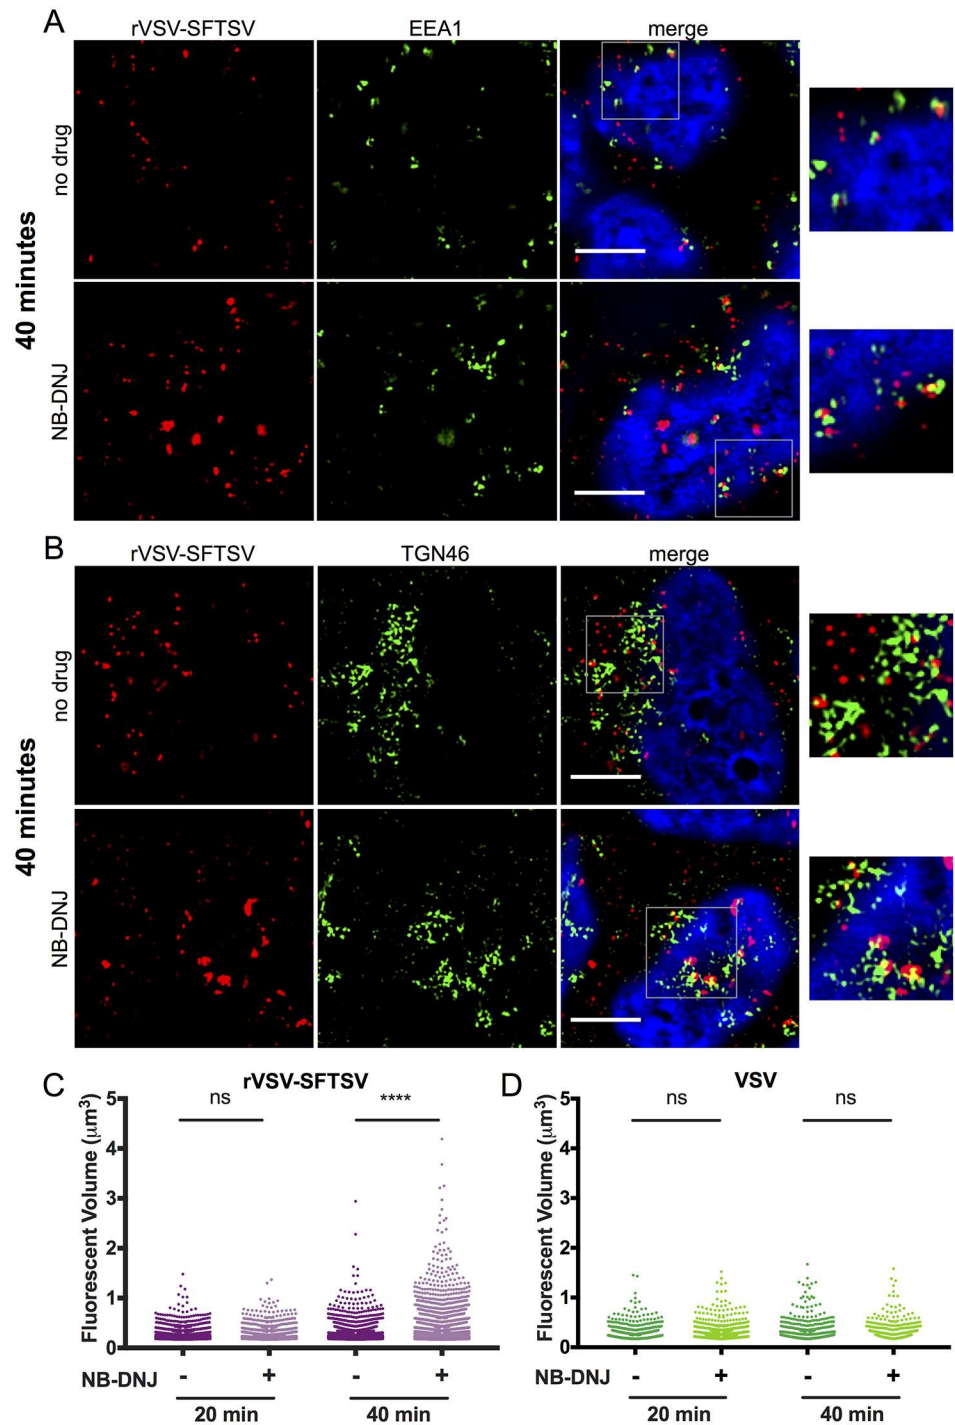 A
rVSV-SFTSV EEA1 merge
no drug
40 minutes
NB-DNJ
B
rVSV-SFTSV TGN46 merge
no drug
40 minutes
NB-DNJ
C
rVSV-SFTSV
Fluorescent Volume (μm³)
5
4
3
2
1
0
ns ****
NB-DNJ - + - +
20 min 40 min
D
VSV
Fluorescent Volume (μm³)
5
4
3
2
1
0
ns ns
NB-DNJ - + - +
20 min 40 min